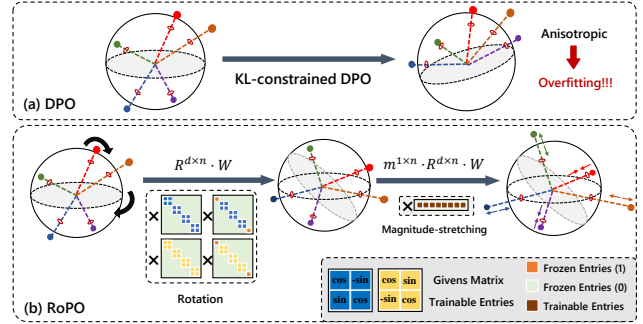 Anisotropic
KL-constrained DPO
Overfitting!!!
(a) DPO
R^{d×n} · W
m^{1×n} · R^{d×n} · W
×
×
×
×
×
Magnitude-stretching
Rotation
cos -sin
sin cos
cos sin
-sin cos
Givens Matrix
Trainable Entries
Frozen Entries (1)
Frozen Entries (0)
Trainable Entries
(b) RoPO